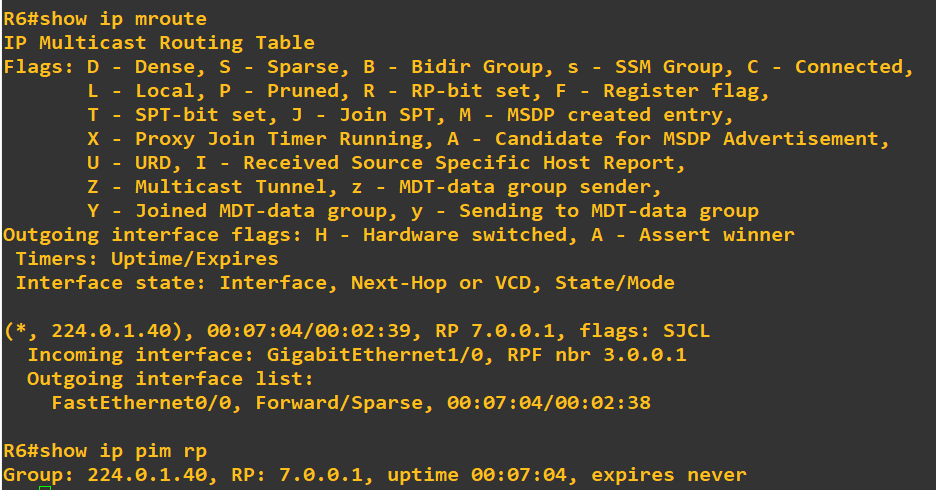 R6#show ip mroute
IP Multicast Routing Table
Flags: D - Dense, S - Sparse, B - Bidir Group, s - SSM Group, C - Connected,
       L - Local, P - Pruned, R - RP-bit set, F - Register flag,
       T - SPT-bit set, J - Join SPT, M - MSDP created entry,
       X - Proxy Join Timer Running, A - Candidate for MSDP Advertisement,
       U - URD, I - Received Source Specific Host Report,
       Z - Multicast Tunnel, z - MDT-data group sender,
       Y - Joined MDT-data group, y - Sending to MDT-data group
Outgoing interface flags: H - Hardware switched, A - Assert winner
 Timers: Uptime/Expires
 Interface state: Interface, Next-Hop or VCD, State/Mode

(*, 224.0.1.40), 00:07:04/00:02:39, RP 7.0.0.1, flags: SJCL
  Incoming interface: GigabitEthernet1/0, RPF nbr 3.0.0.1
  Outgoing interface list:
    FastEthernet0/0, Forward/Sparse, 00:07:04/00:02:38

R6#show ip pim rp
Group: 224.0.1.40, RP: 7.0.0.1, uptime 00:07:04, expires never